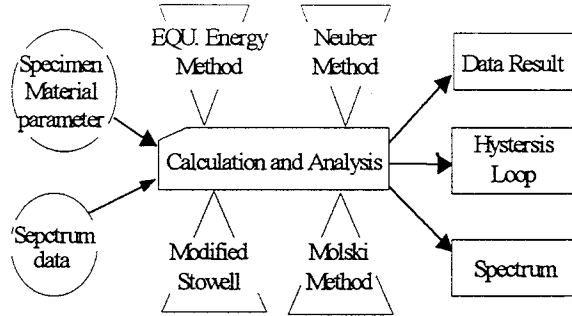 Specimen
Material
parameter
EQU. Energy
Method
Neuber
Method
Data Result
Calculation and Analysis
Hystersis
Loop
Sepctrum
data
Modified
Stowell
Molski
Method
Spectrum